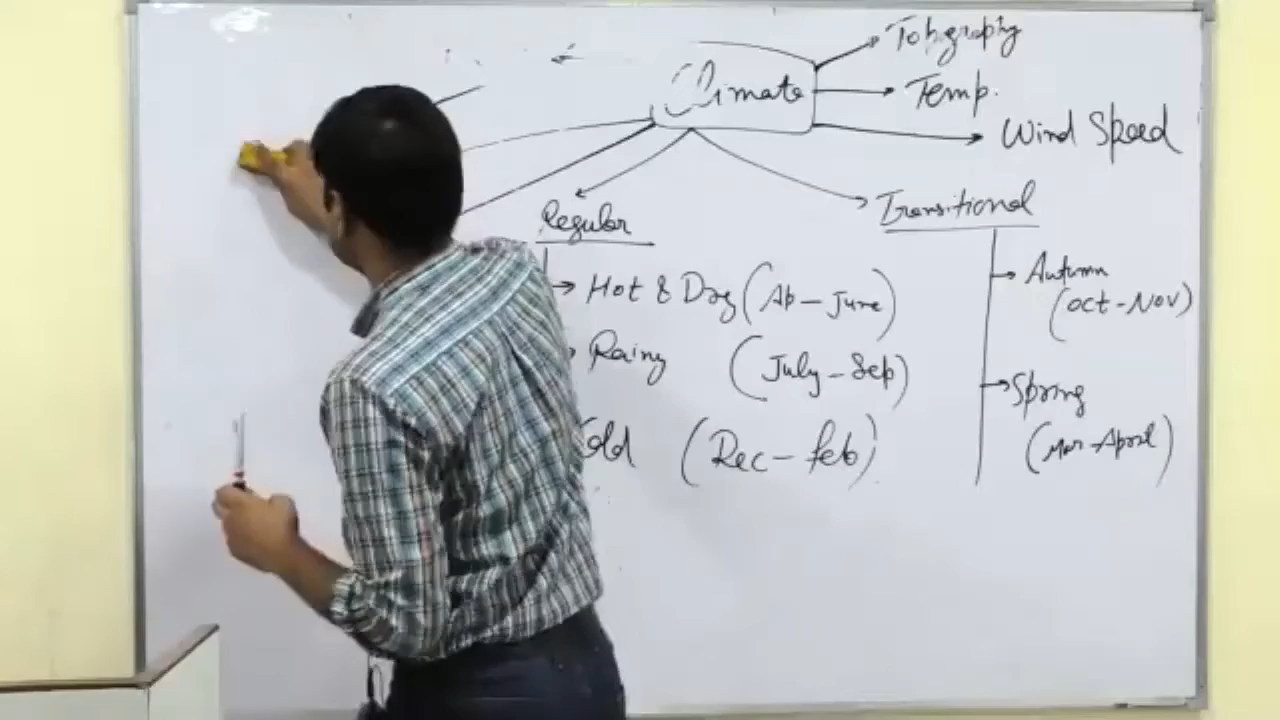 Climate
Topography
Temp.
Wind Speed
Regular
Transitional
Hot & Dry (Ap - June)
Rainy (July - Sep)
Cold (Dec - feb)
Autumn
(Oct - Nov)
Spring
(Mar - April)